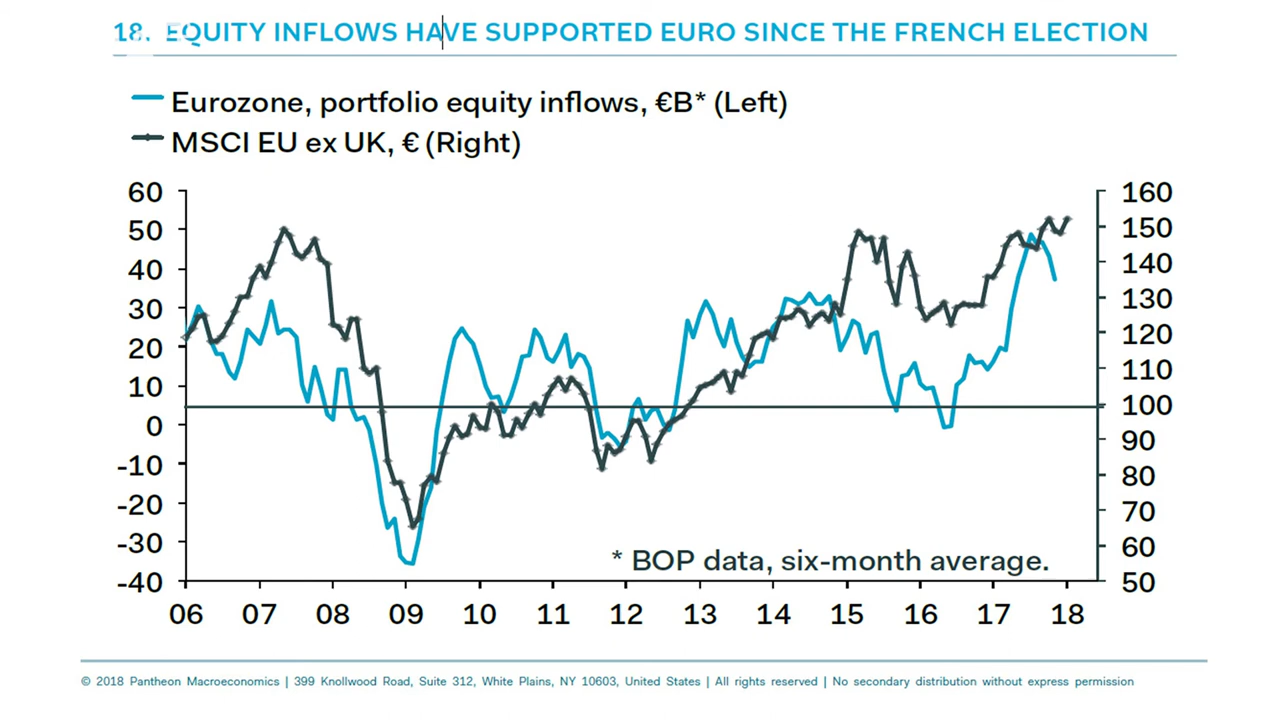 18. EQUITY INFLOWS HAVE SUPPORTED EURO SINCE THE FRENCH ELECTION
Eurozone, portfolio equity inflows, €B* (Left)
MSCI EU ex UK, € (Right)
60 160
50 150
40 140
30 130
20 120
10 110
0 100
-10 90
-20 80
-30 70
-40 60
50
* BOP data, six-month average.
06 07 08 09 10 11 12 13 14 15 16 17 18
© 2018 Pantheon Macroeconomics | 399 Knollwood Road, Suite 312, White Plains, NY 10603, United States | All rights reserved | No secondary distribution without express permission